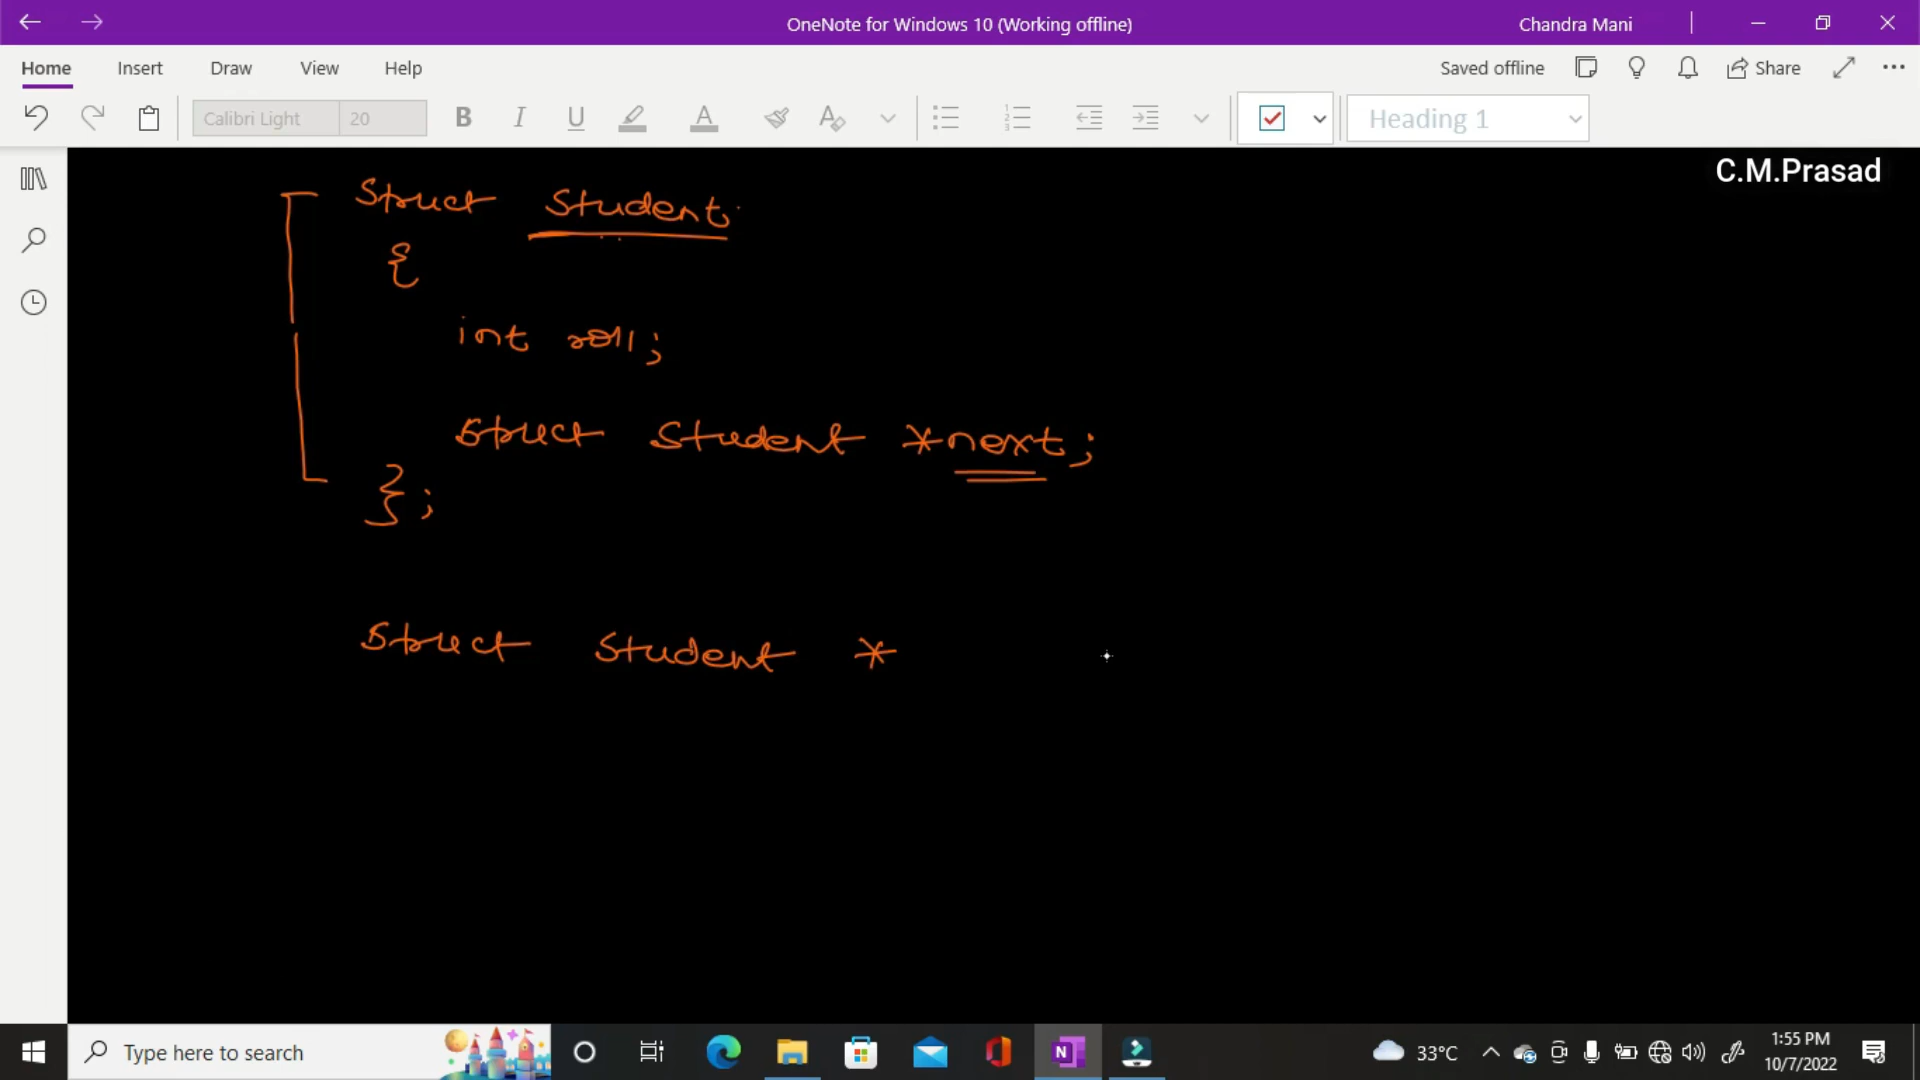 OneNote for Windows 10 (Working offline)
Chandra Mani
Home Insert Draw View Help
Saved offline
Share
Calibri Light 20
B I U A A
Heading 1
C.M.Prasad
Struct Student
{
int roll;
Struct Student *next;
};
Struct Student *
Type here to search
33°C
1:55 PM
10/7/2022